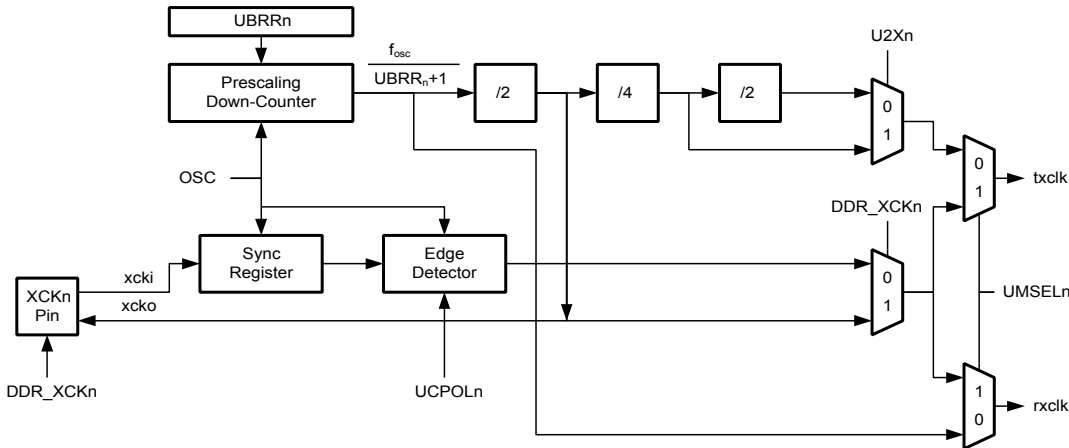 UBRRn
fosc
UBRRn+1
U2Xn
Prescaling
Down-Counter
/2
/4
/2
0
1
OSC
0
1
txclk
DDR_XCKn
Sync
Register
Edge
Detector
xcki
0
1
XCKn
Pin
xcko
UMSELn
DDR_XCKn
UCPOLn
1
0
rxclk